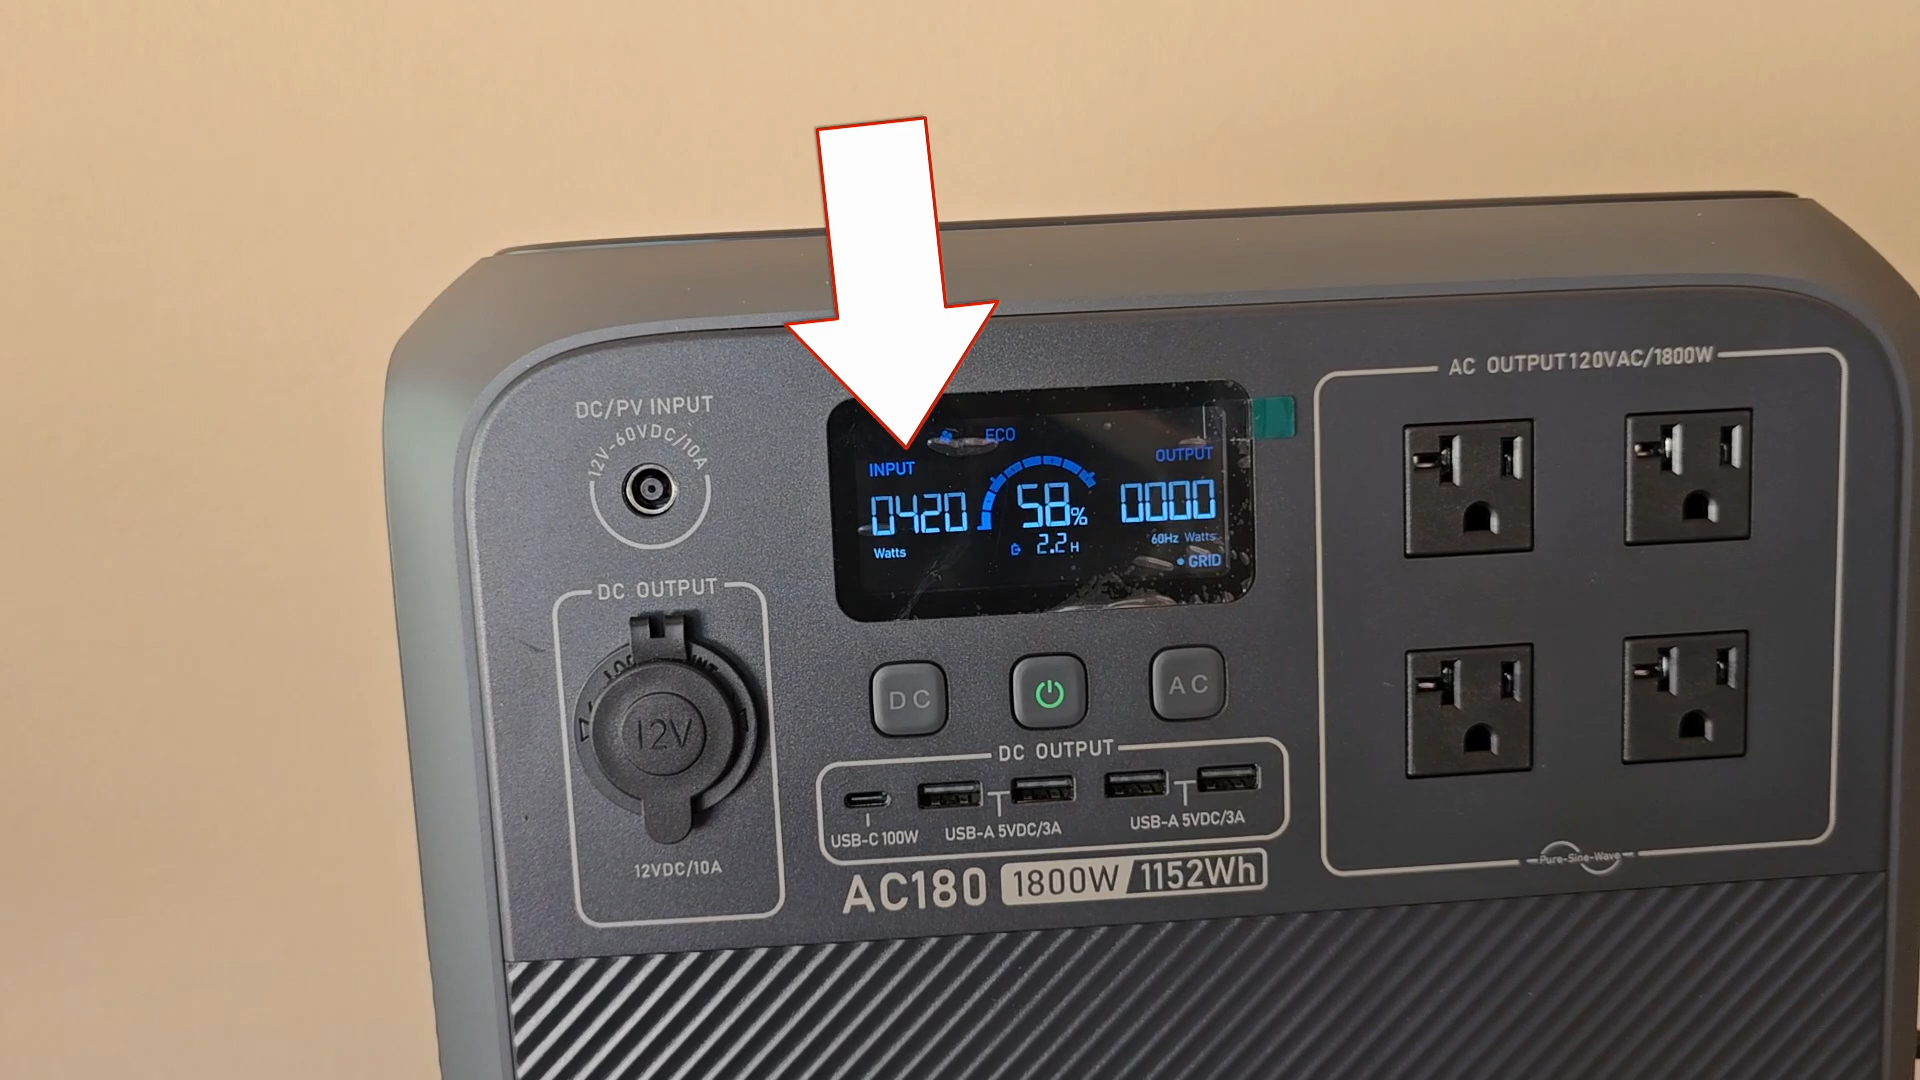 AC OUTPUT 120VAC/1800W
DC/PV INPUT
12V-60VDC/10A
ECO
INPUT
OUTPUT
0420
58%
0000
Watts
2.2 H
60Hz Watts
GRID
DC OUTPUT
12V
12VDC/10A
DC
AC
DC OUTPUT
USB-C 100W
USB-A 5VDC/3A
USB-A 5VDC/3A
Pure-Sine-Wave
AC180 1800W/1152Wh